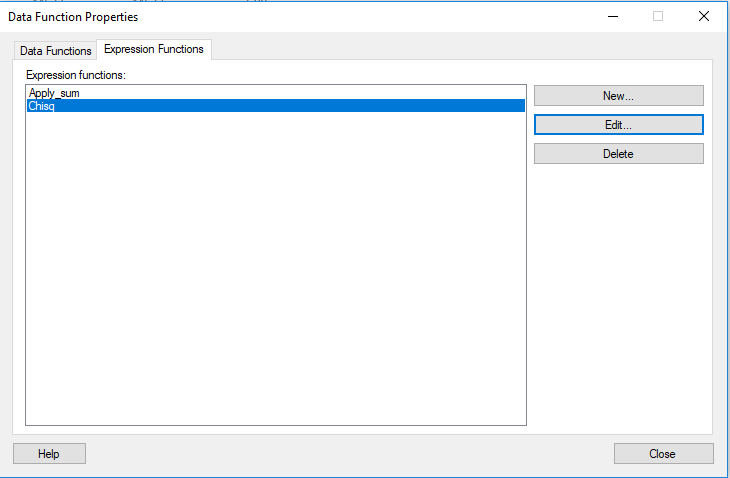 Data Function Properties
Data Functions
Expression Functions
Expression functions:
Apply_sum
Chisq
New...
Edit...
Delete
Help
Close